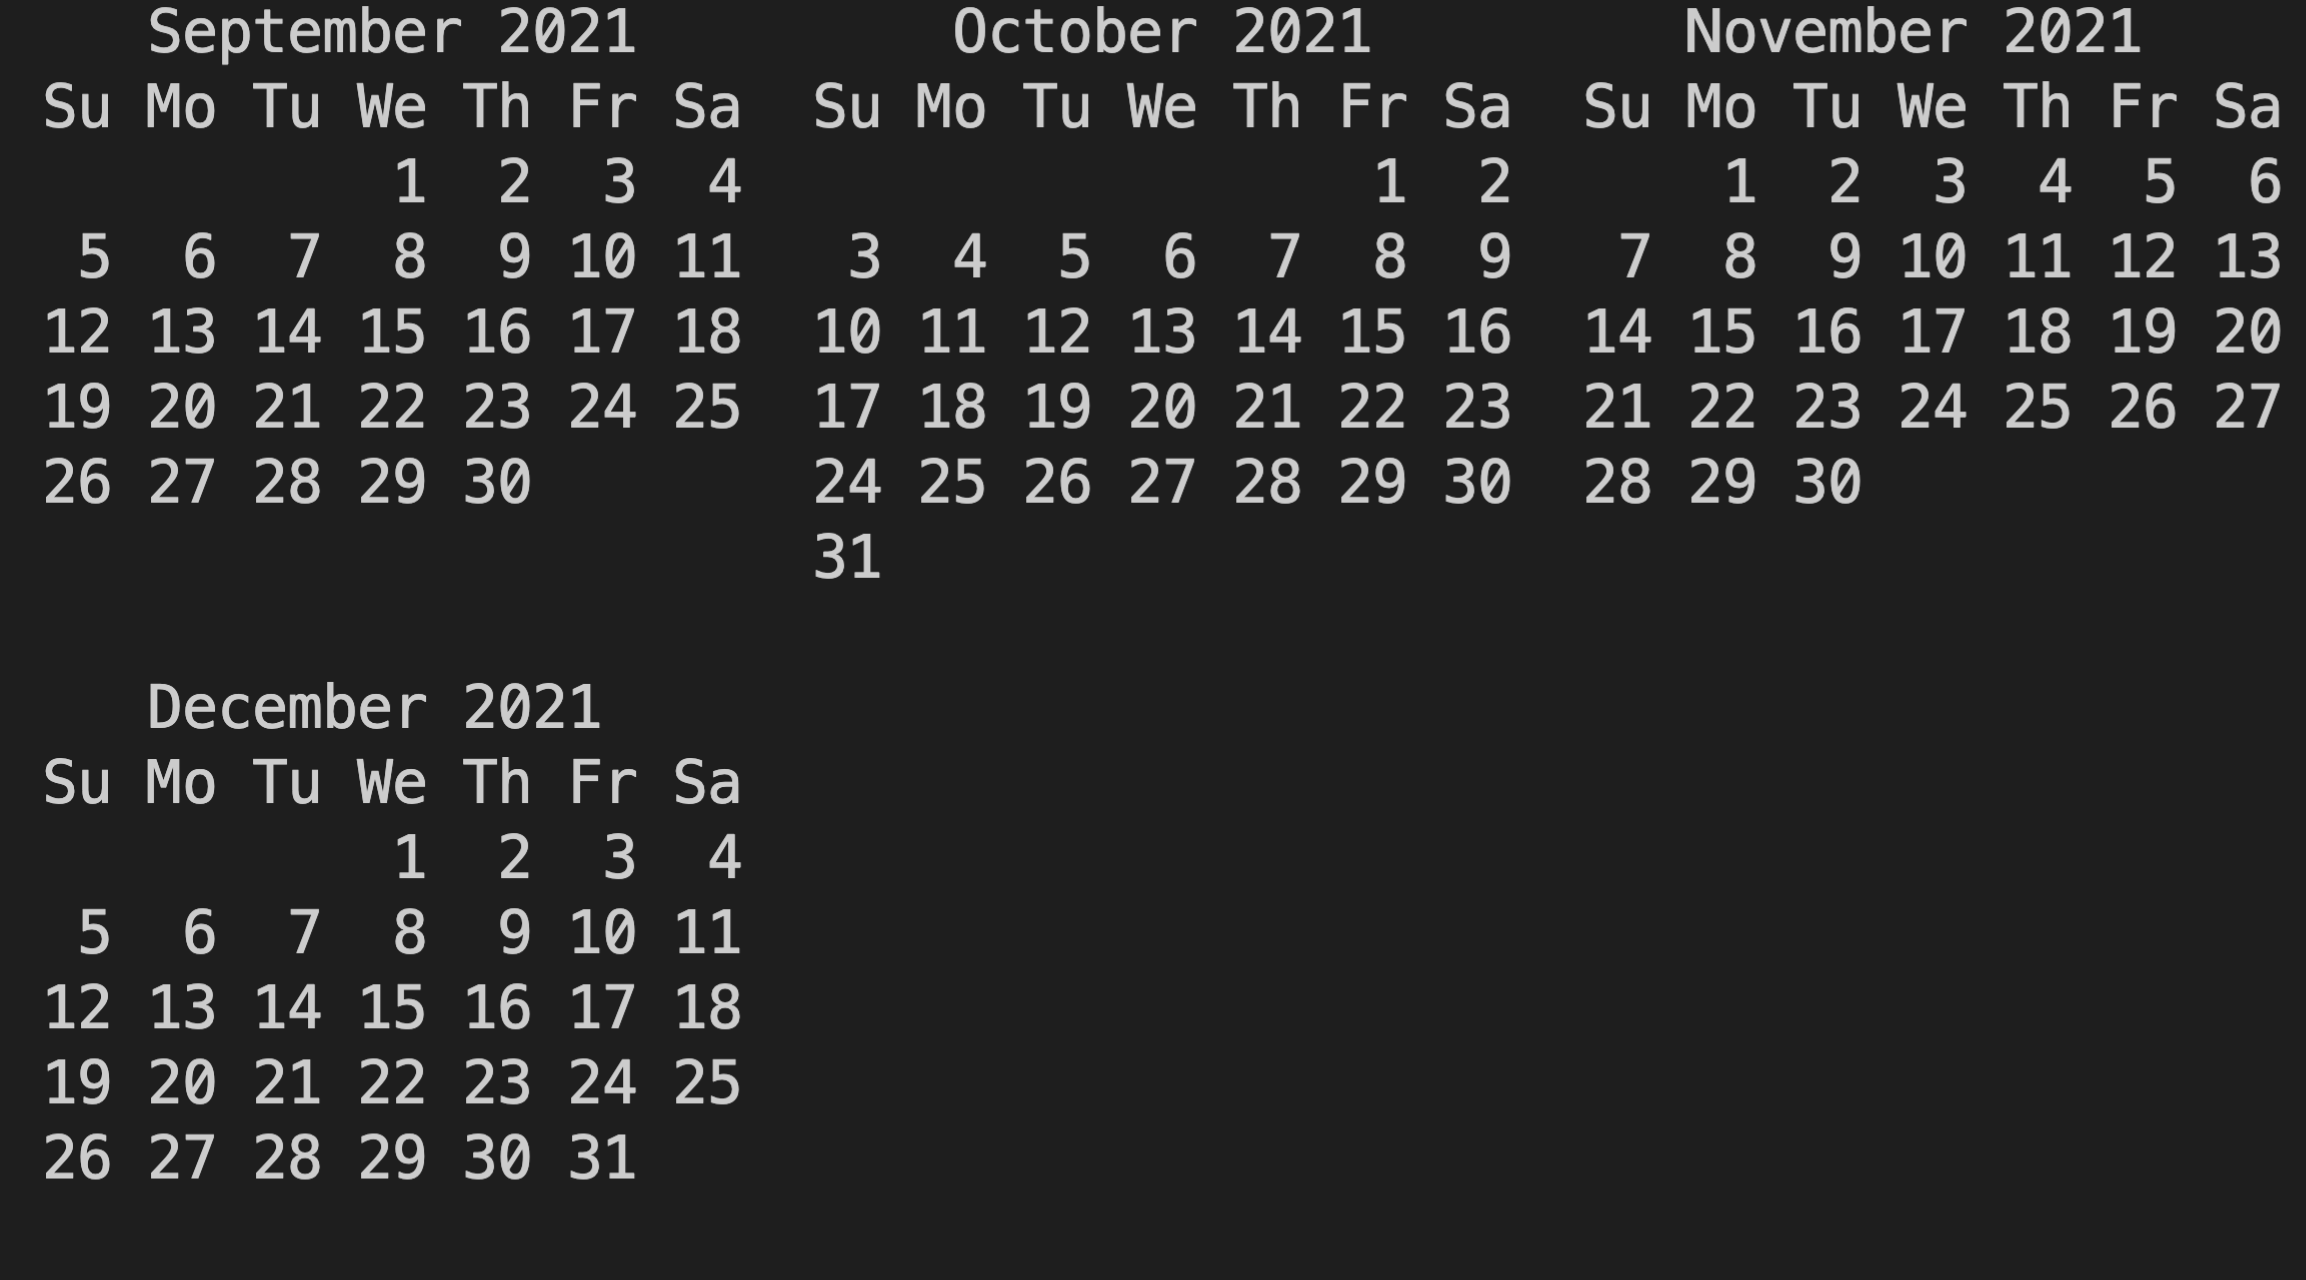 September 2021         October 2021         November 2021
Su Mo Tu We Th Fr Sa  Su Mo Tu We Th Fr Sa  Su Mo Tu We Th Fr Sa
          1  2  3  4                  1  2      1  2  3  4  5  6
 5  6  7  8  9 10 11   3  4  5  6  7  8  9   7  8  9 10 11 12 13
12 13 14 15 16 17 18  10 11 12 13 14 15 16  14 15 16 17 18 19 20
19 20 21 22 23 24 25  17 18 19 20 21 22 23  21 22 23 24 25 26 27
26 27 28 29 30        24 25 26 27 28 29 30  28 29 30
                      31
   December 2021
Su Mo Tu We Th Fr Sa
          1  2  3  4
 5  6  7  8  9 10 11
12 13 14 15 16 17 18
19 20 21 22 23 24 25
26 27 28 29 30 31